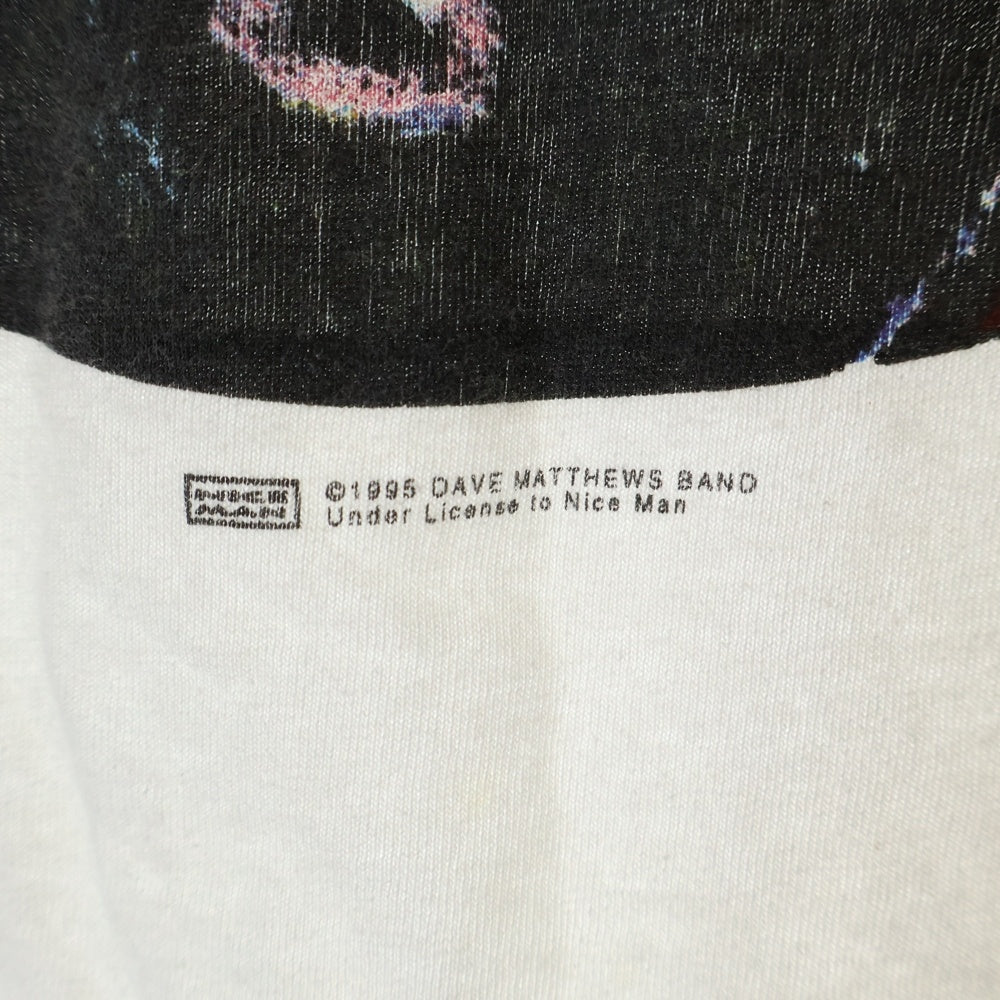 ©1995 DAVE MATTHEWS BAND
Under License to Nice Man